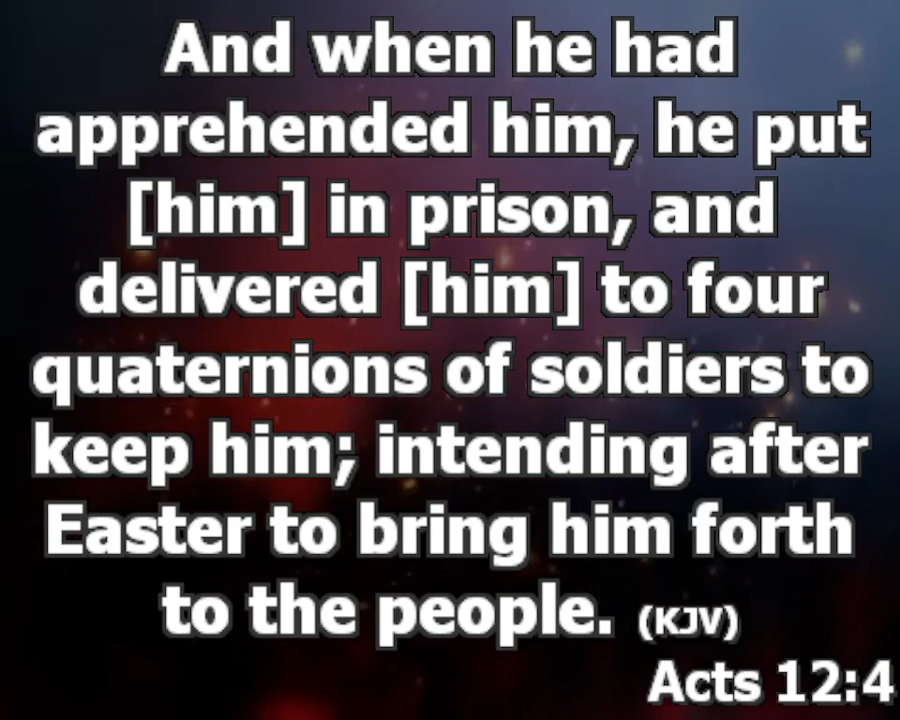 And when he had
apprehended him, he put
[him] in prison, and
delivered [him] to four
quaternions of soldiers to
keep him; intending after
Easter to bring him forth
to the people. (KJV)
Acts 12:4